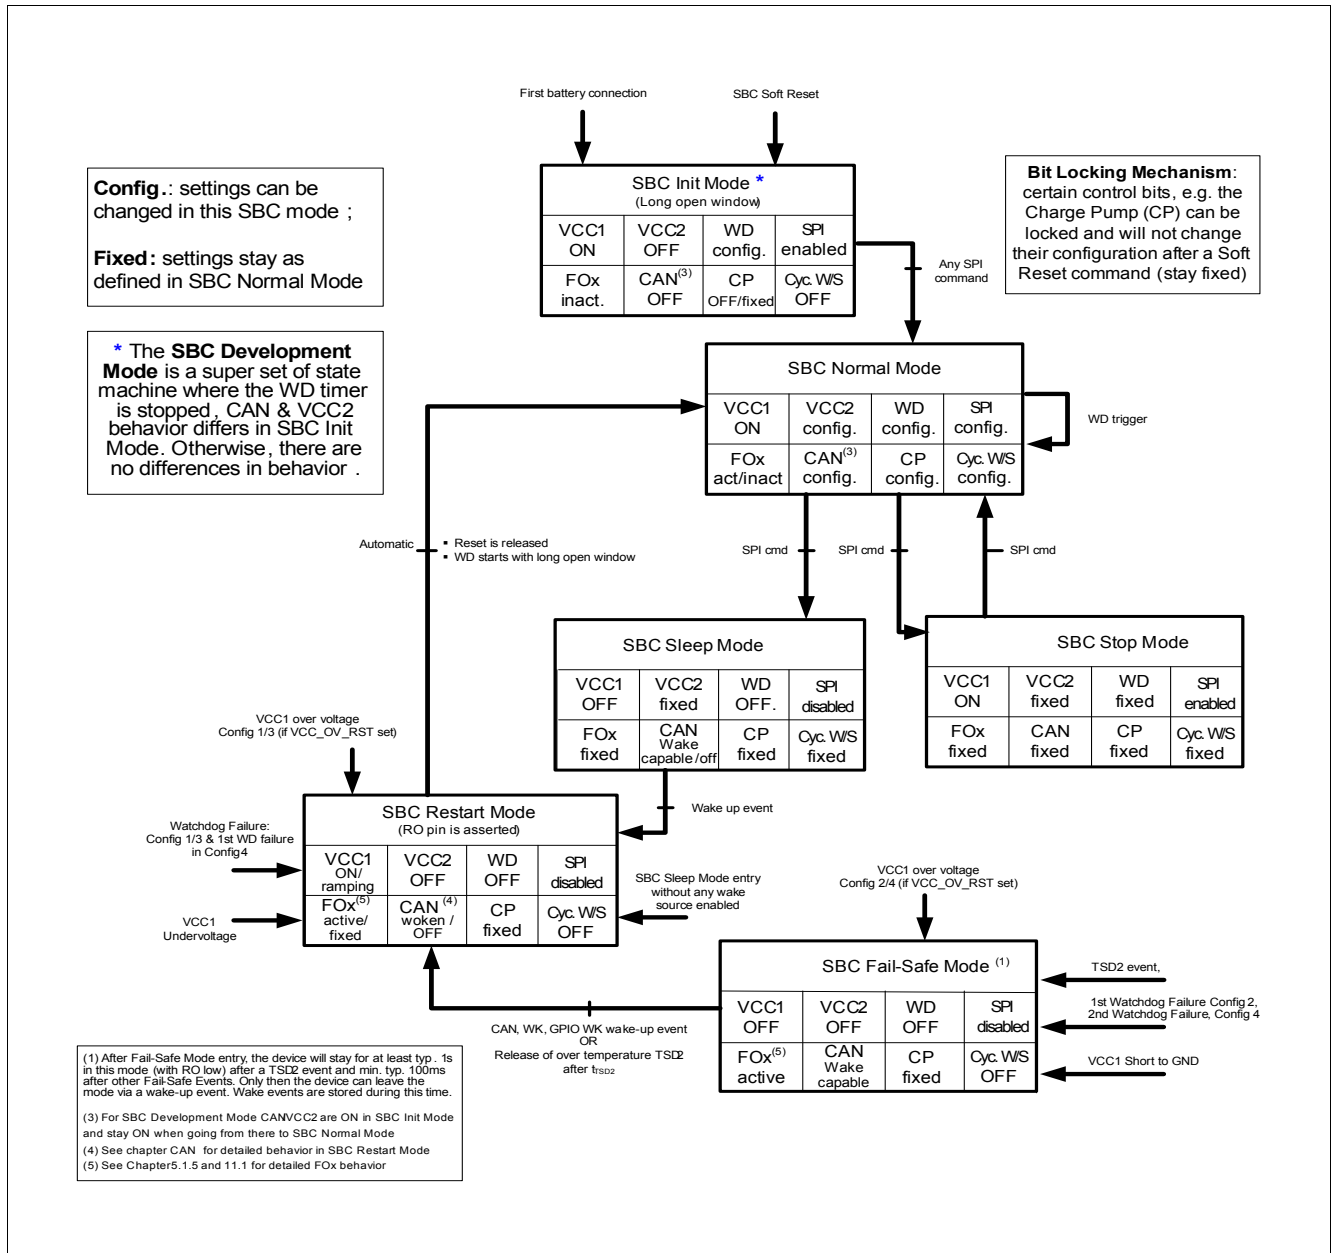 First battery connection
SBC Soft Reset
Config.: settings can be
changed in this SBC mode ;
Fixed: settings stay as
defined in SBC Normal Mode
* The SBC Development
Mode is a super set of state
machine where the WD timer
is stopped, CAN & VCC2
behavior differs in SBC Init
Mode. Otherwise, there are
no differences in behavior .
SBC Init Mode *
(Long open window)
VCC1
ON
VCC2
OFF
WD
config.
SPI
enabled
FOx
inact.
CAN(3)
OFF
CP
OFF/fixed
Cyc. W/S
OFF
Any SPI
command
Bit Locking Mechanism:
certain control bits, e.g. the
Charge Pump (CP) can be
locked and will not change
their configuration after a Soft
Reset command (stay fixed)
SBC Normal Mode
VCC1
ON
VCC2
config.
WD
config.
SPI
config.
FOx
act/inact
CAN(3)
config.
CP
config.
Cyc. W/S
config.
WD trigger
Automatic
▪ Reset is released
▪ WD starts with long open window
SPI cmd
SPI cmd
SPI cmd
SBC Sleep Mode
VCC1
OFF
VCC2
fixed
WD
OFF.
SPI
disabled
FOx
fixed
CAN
Wake
capable /off
CP
fixed
Cyc. W/S
fixed
SBC Stop Mode
VCC1
ON
VCC2
fixed
WD
fixed
SPI
enabled
FOx
fixed
CAN
fixed
CP
fixed
Cyc. W/S
fixed
VCC1 over voltage
Config 1/3 (if VCC_OV_RST set)
Wake up event
SBC Restart Mode
(RO pin is asserted)
VCC1
ON/
ramping
VCC2
OFF
WD
OFF
SPI
disabled
FOx(5)
active/
fixed
CAN (4)
woken /
OFF
CP
fixed
Cyc. W/S
OFF
Watchdog Failure:
Config 1/3 & 1st WD failure
in Config4
VCC1
Undervoltage
SBC Sleep Mode entry
without any wake
source enabled
VCC1 over voltage
Config 2/4 (if VCC_OV_RST set)
SBC Fail-Safe Mode (1)
VCC1
OFF
VCC2
OFF
WD
OFF
SPI
disabled
FOx(5)
active
CAN
Wake
capable
CP
fixed
Cyc. W/S
OFF
TSD2 event,
1st Watchdog Failure Config 2,
2nd Watchdog Failure, Config 4
VCC1 Short to GND
CAN, WK, GPIO WK wake-up event
OR
Release of over temperature TSD2
after tTSD2
(1) After Fail-Safe Mode entry, the device will stay for at least typ. 1s
in this mode (with RO low) after a TSD2 event and min. typ. 100ms
after other Fail-Safe Events. Only then the device can leave the
mode via a wake-up event. Wake events are stored during this time.
(3) For SBC Development Mode CAN/VCC2 are ON in SBC Init Mode
and stay ON when going from there to SBC Normal Mode
(4) See chapter CAN for detailed behavior in SBC Restart Mode
(5) See Chapter5.1.5 and 11.1 for detailed FOx behavior